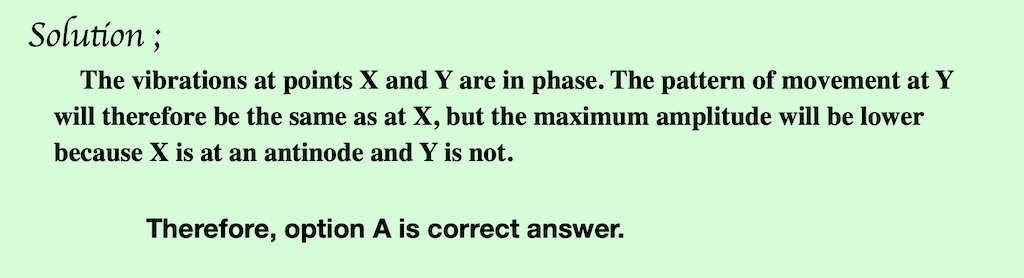 Solution ;
The vibrations at points X and Y are in phase. The pattern of movement at Y
will therefore be the same as at X, but the maximum amplitude will be lower
because X is at an antinode and Y is not.
Therefore, option A is correct answer.